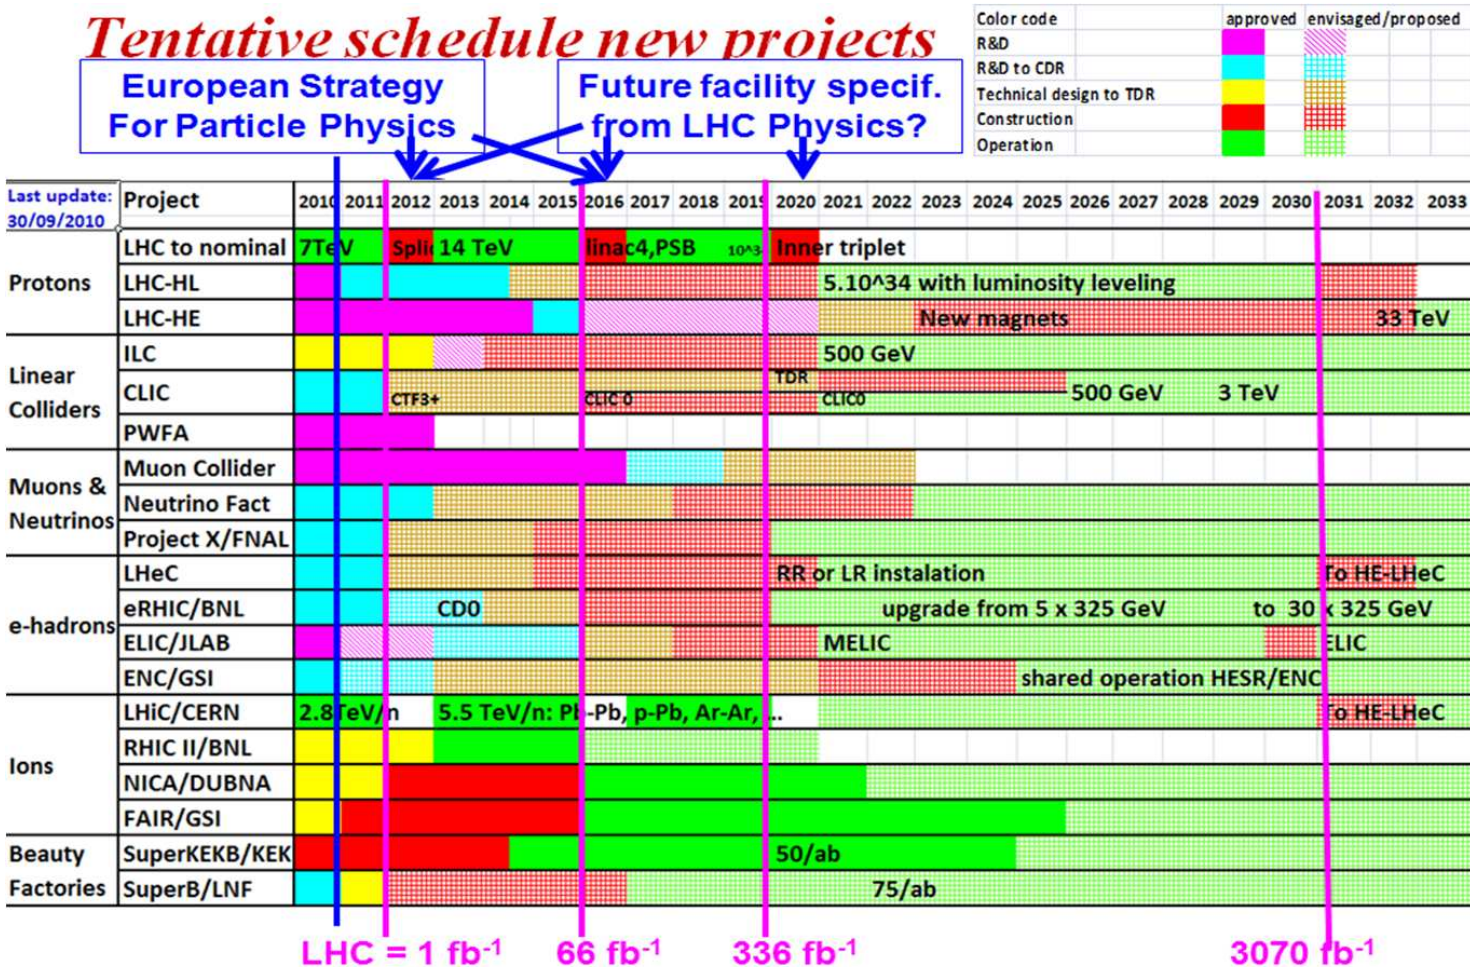 Tentative schedule new projects
Color code approved envisaged/proposed
R&D
R&D to CDR
Technical design to TDR
Construction
Operation
European Strategy
For Particle Physics
Future facility specif.
from LHC Physics?
Last update:
30/09/2010
Project 2010 2011 2012 2013 2014 2015 2016 2017 2018 2019 2020 2021 2022 2023 2024 2025 2026 2027 2028 2029 2030 2031 2032 2033
Protons
LHC to nominal 7TeV Splic 14 TeV linac4,PSB 10^3 Inner triplet
LHC-HL 5.10^34 with luminosity leveling
LHC-HE New magnets 33 TeV
Linear
Colliders
ILC 500 GeV
CLIC CTF3+ CLIC 0 TDR CLIC0 500 GeV 3 TeV
PWFA
Muons &
Neutrinos
Muon Collider
Neutrino Fact
Project X/FNAL
e-hadrons
LHeC RR or LR instalation To HE-LHeC
eRHIC/BNL CD0 upgrade from 5 x 325 GeV to 30 x 325 GeV
ELIC/JLAB MELIC ELIC
ENC/GSI shared operation HESR/ENC
Ions
LHiC/CERN 2.8TeV/n 5.5 TeV/n: Pb-Pb, p-Pb, Ar-Ar, ... To HE-LHeC
RHIC II/BNL
NICA/DUBNA
FAIR/GSI
Beauty
Factories
SuperKEKB/KEK 50/ab
SuperB/LNF 75/ab
LHC = 1 fb⁻¹ 66 fb⁻¹ 336 fb⁻¹ 3070 fb⁻¹